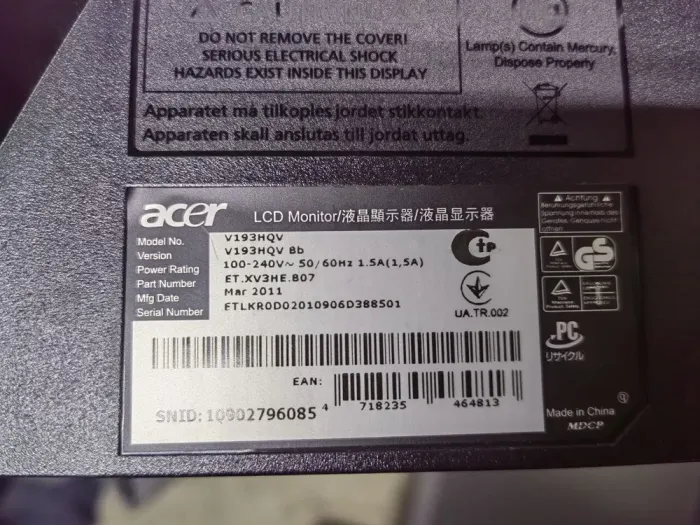 DO NOT REMOVE THE COVER!
SERIOUS ELECTRICAL SHOCK
HAZARDS EXIST INSIDE THIS DISPLAY
Lamp(s) Contain Mercury,
Dispose Properly
Apparatet må tilkoples jordet stikkontakt.
Apparaten skall anslutas till jordat uttag.
acer LCD Monitor/液晶顯示器/液晶显示器
Model No. V193HQV
Version V193HQV Bb
Power Rating 100-240V~ 50/60Hz 1.5A(1,5A)
Part Number ET.XV3HE.B07
Mfg Date Mar 2011
Serial Number ETLKR0D02010906D388501
UA.TR.002
Achtung
GS
PC
リサイクル
EAN:
4 718235 464813
SNID:10902796085
Made in China
MDCP